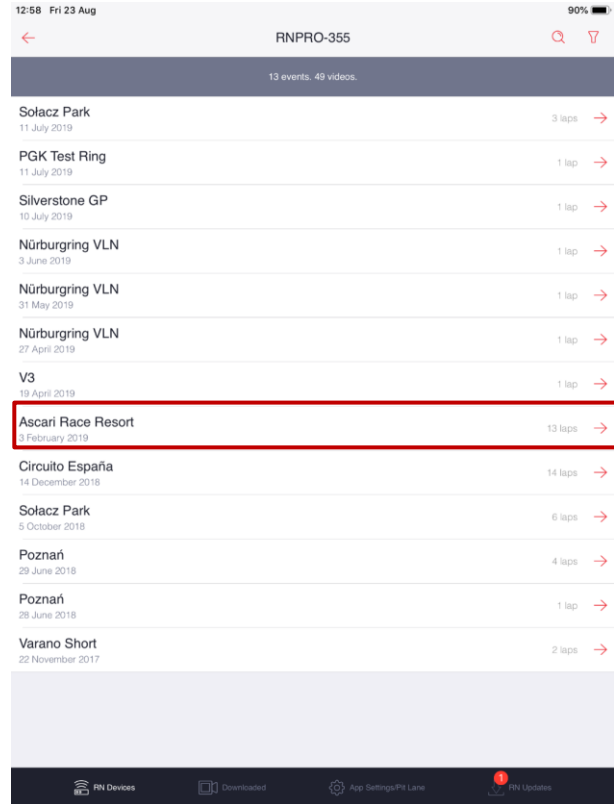 12:58 Fri 23 Aug 90%
RNPRO-355
13 events. 49 videos.
Sołacz Park
11 July 2019
3 laps
PGK Test Ring
11 July 2019
1 lap
Silverstone GP
10 July 2019
1 lap
Nürburgring VLN
3 June 2019
1 lap
Nürburgring VLN
31 May 2019
1 lap
Nürburgring VLN
27 April 2019
1 lap
V3
19 April 2019
1 lap
Ascari Race Resort
3 February 2019
13 laps
Circuito España
14 December 2018
14 laps
Sołacz Park
5 October 2018
6 laps
Poznań
29 June 2018
4 laps
Poznań
28 June 2018
1 lap
Varano Short
22 November 2017
2 laps
RN Devices Downloaded App Settings/Pit Lane 1 RN Updates